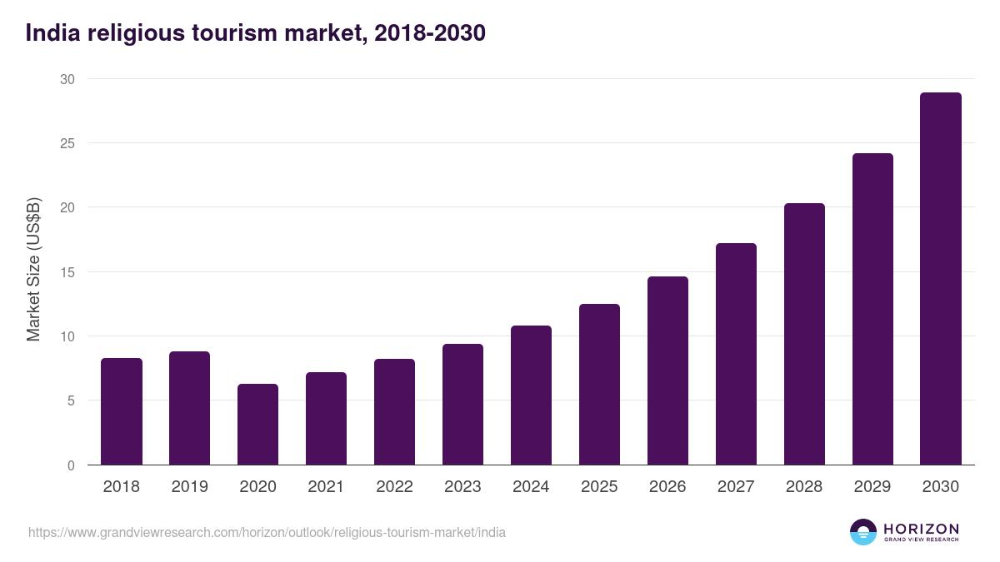 India religious tourism market, 2018-2030
Market Size (US$B)
30
25
20
15
10
5
0
2018 2019 2020 2021 2022 2023 2024 2025 2026 2027 2028 2029 2030
https://www.grandviewresearch.com/horizon/outlook/religious-tourism-market/india
HORIZON
GRAND VIEW RESEARCH